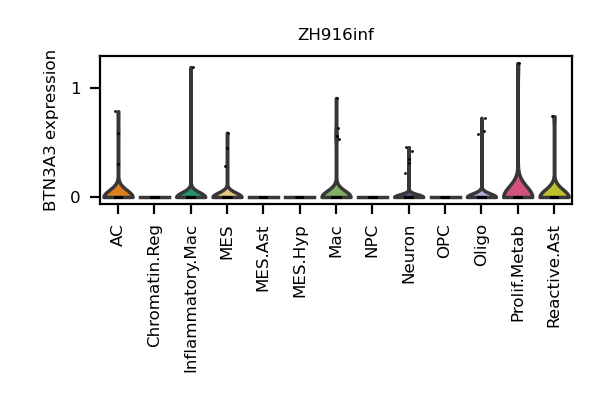 ZH916inf
BTN3A3 expression
1
0
AC
Chromatin.Reg
Inflammatory.Mac
MES
MES.Ast
MES.Hyp
Mac
NPC
Neuron
OPC
Oligo
Prolif.Metab
Reactive.Ast